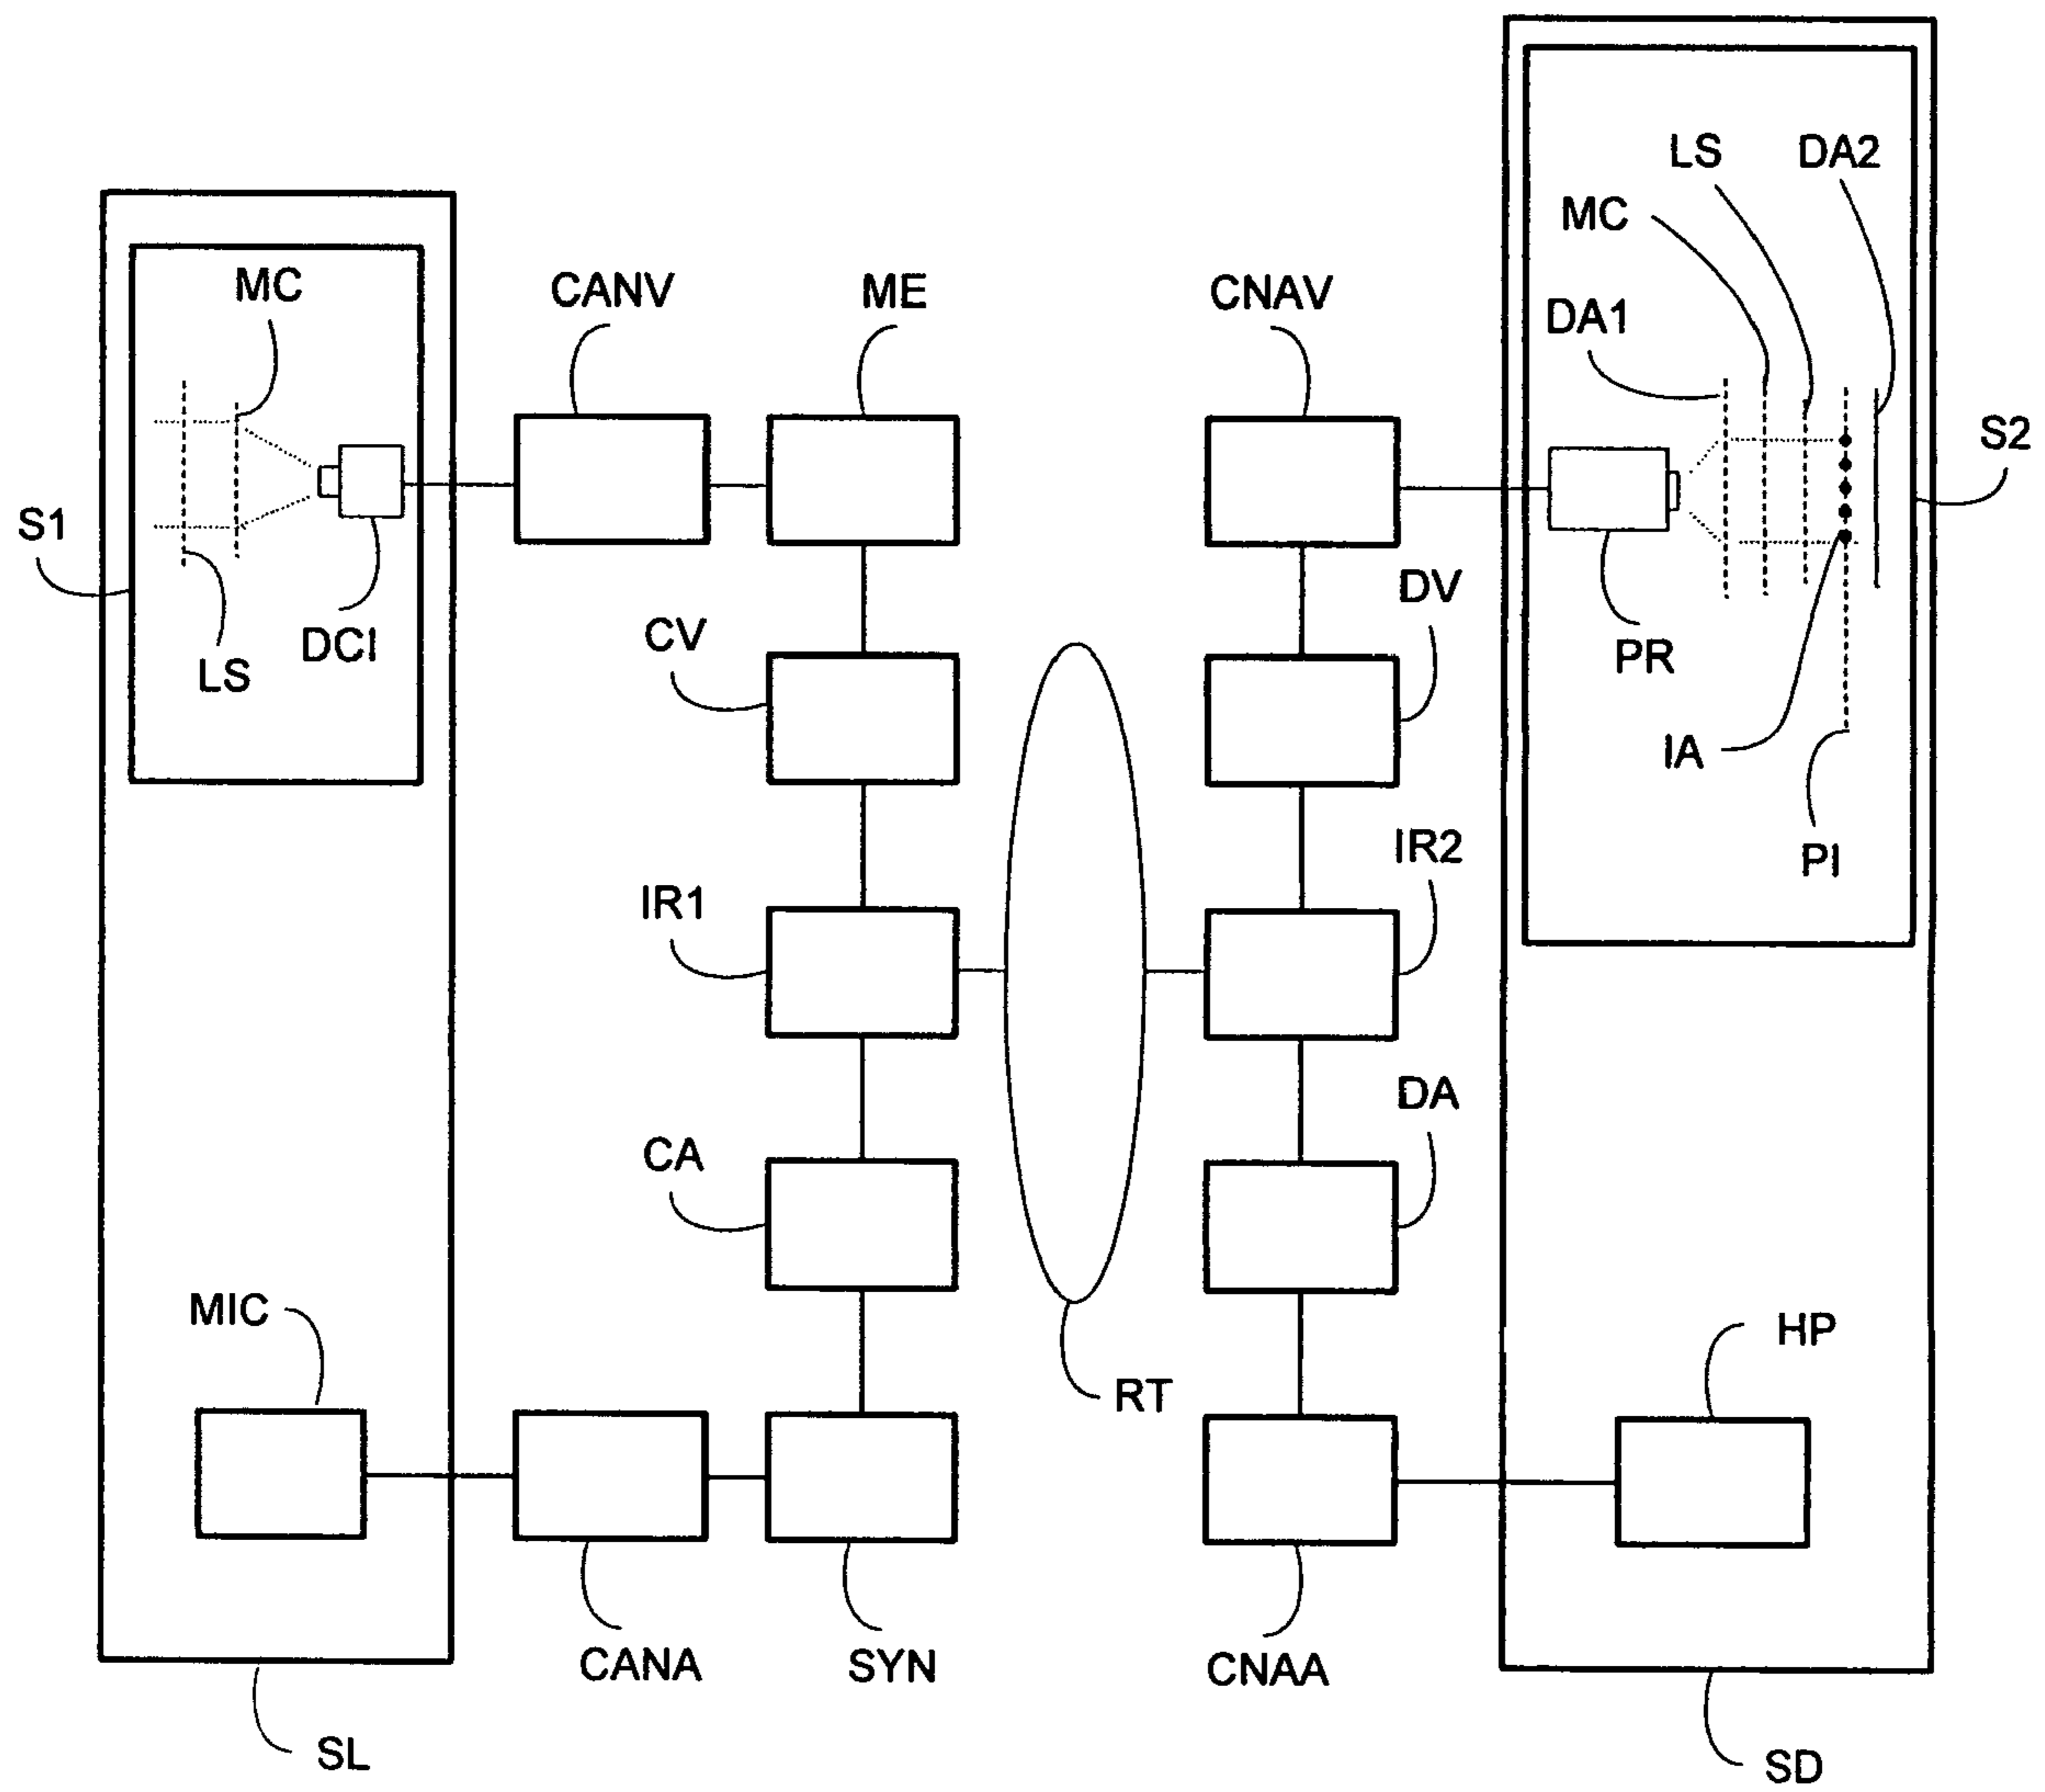 LS DA2
MC
MC CANV ME CNAV DA1
S2
S1
DV
CV
DCI PR
LS
IA
IR2 PI
IR1
DA
CA
MIC HP
RT
CANA SYN CNAA
SL SD